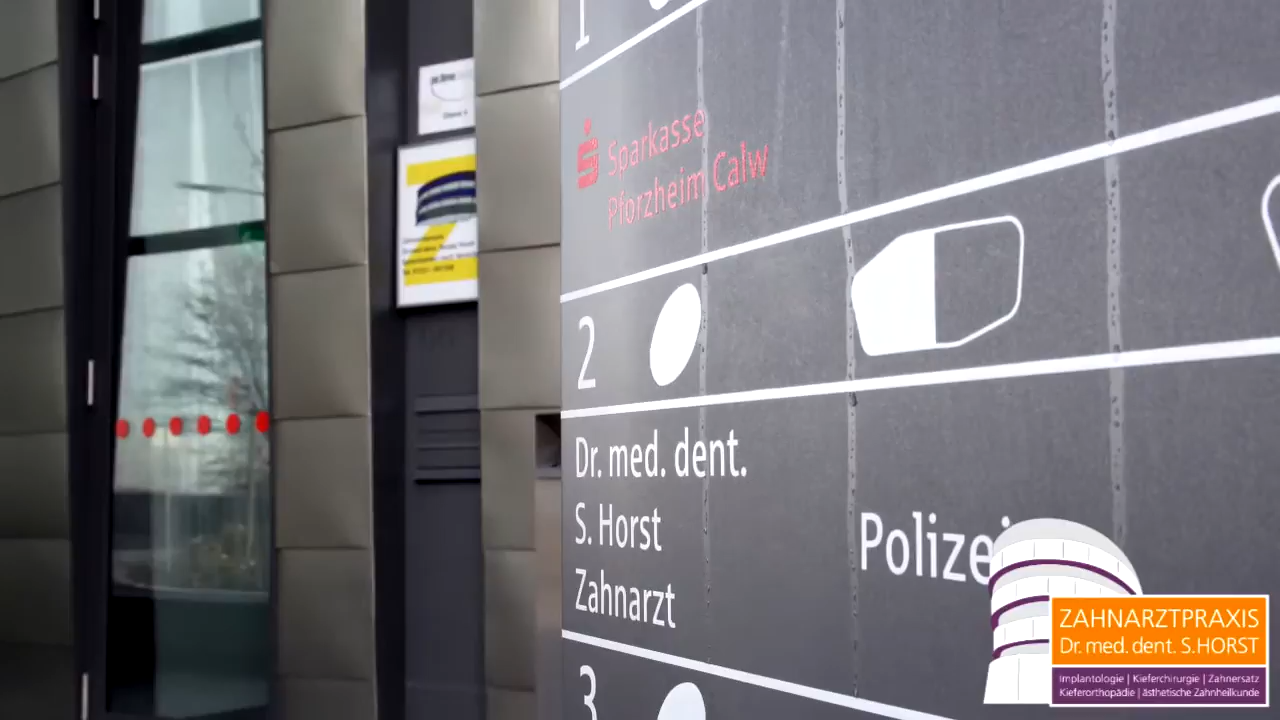 1
Sparkasse
Pforzheim Calw
2
Dr. med. dent.
S. Horst
Zahnarzt
Polizei
3
ZAHNARZTPRAXIS
Dr. med. dent. S.HORST
Implantologie | Kieferchirurgie | Zahnersatz
Kieferorthopädie | ästhetische Zahnheilkunde